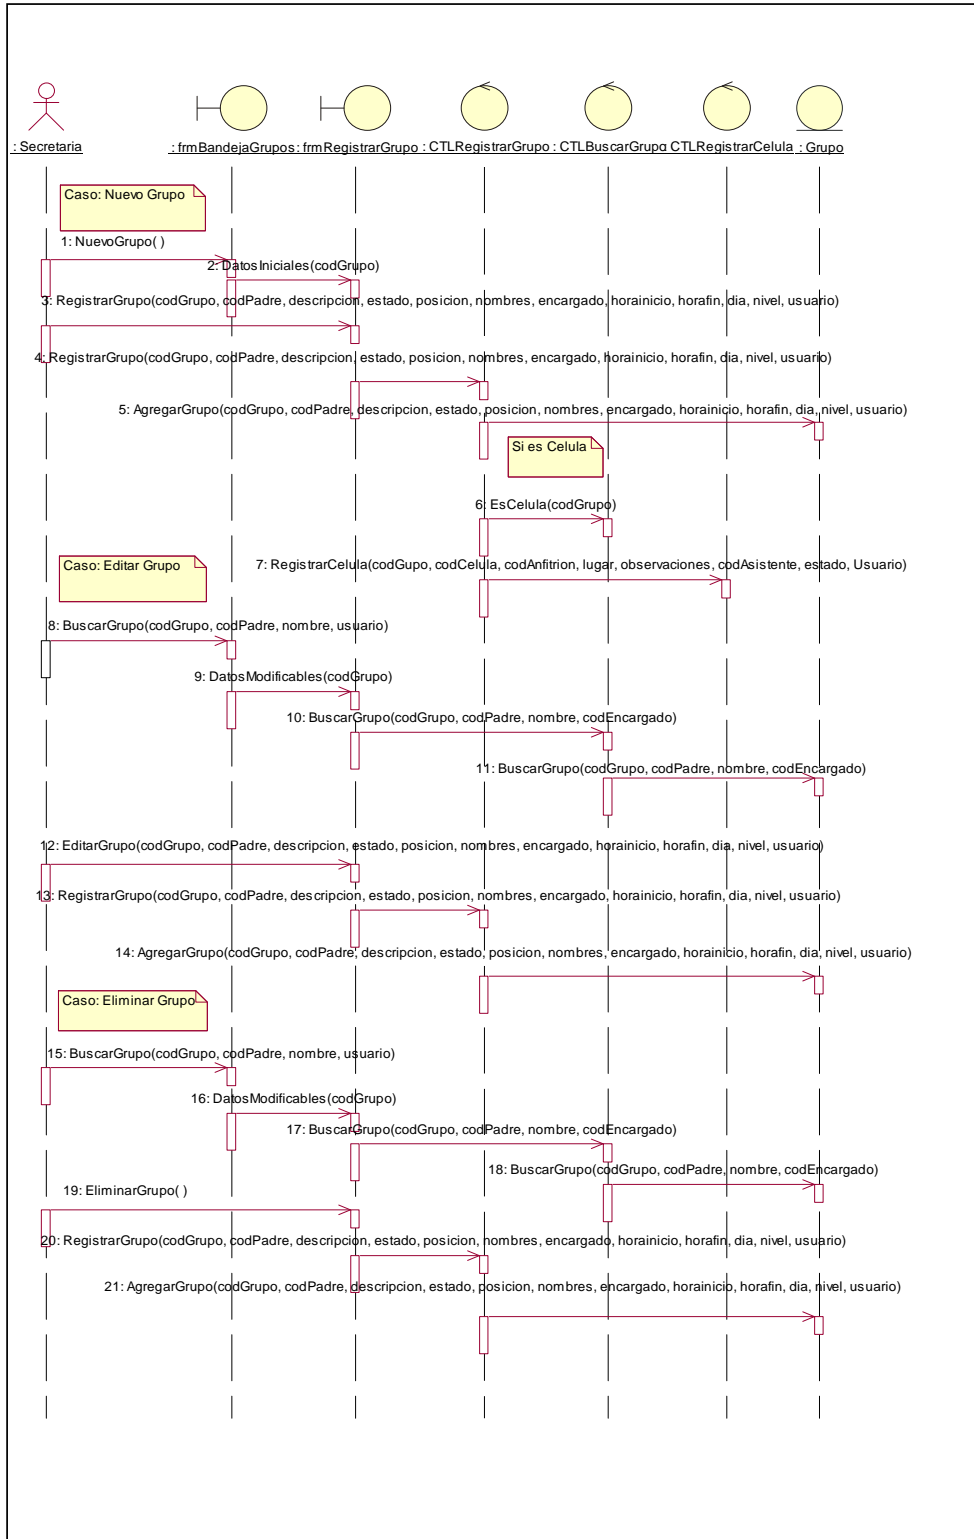 : Secretaria
: frmBandejaGrupos
: frmRegistrarGrupo
: CTLRegistrarGrupo
: CTLBuscarGrupo
CTLRegistrarCelula
: Grupo
Caso: Nuevo Grupo
1: NuevoGrupo( )
2: DatosIniciales(codGrupo)
3: RegistrarGrupo(codGrupo, codPadre, descripcion, estado, posicion, nombres, encargado, horainicio, horafin, dia, nivel, usuario)
4: RegistrarGrupo(codGrupo, codPadre, descripcion, estado, posicion, nombres, encargado, horainicio, horafin, dia, nivel, usuario)
5: AgregarGrupo(codGrupo, codPadre, descripcion, estado, posicion, nombres, encargado, horainicio, horafin, dia, nivel, usuario)
Si es Celula
6: EsCelula(codGrupo)
Caso: Editar Grupo
7: RegistrarCelula(codGupo, codCelula, codAnfitrion, lugar, observaciones, codAsistente, estado, Usuario)
8: BuscarGrupo(codGrupo, codPadre, nombre, usuario)
9: DatosModificables(codGrupo)
10: BuscarGrupo(codGrupo, codPadre, nombre, codEncargado)
11: BuscarGrupo(codGrupo, codPadre, nombre, codEncargado)
12: EditarGrupo(codGrupo, codPadre, descripcion, estado, posicion, nombres, encargado, horainicio, horafin, dia, nivel, usuario)
13: RegistrarGrupo(codGrupo, codPadre, descripcion, estado, posicion, nombres, encargado, horainicio, horafin, dia, nivel, usuario)
14: AgregarGrupo(codGrupo, codPadre, descripcion, estado, posicion, nombres, encargado, horainicio, horafin, dia, nivel, usuario)
Caso: Eliminar Grupo
15: BuscarGrupo(codGrupo, codPadre, nombre, usuario)
16: DatosModificables(codGrupo)
17: BuscarGrupo(codGrupo, codPadre, nombre, codEncargado)
18: BuscarGrupo(codGrupo, codPadre, nombre, codEncargado)
19: EliminarGrupo( )
20: RegistrarGrupo(codGrupo, codPadre, descripcion, estado, posicion, nombres, encargado, horainicio, horafin, dia, nivel, usuario)
21: AgregarGrupo(codGrupo, codPadre, descripcion, estado, posicion, nombres, encargado, horainicio, horafin, dia, nivel, usuario)